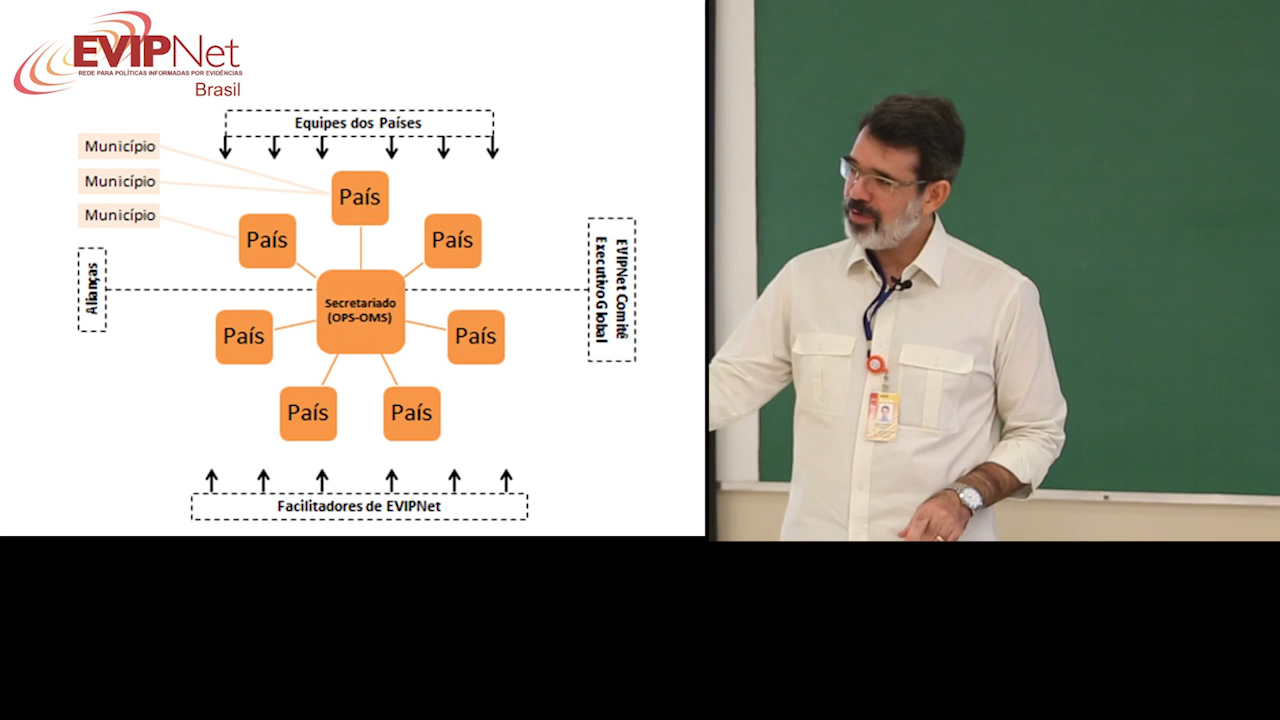 EVIPNet
REDE PARA POLÍTICAS INFORMADAS POR EVIDÊNCIAS
Brasil
Equipes dos Países
Município
Município
Município
País
País
País
Alianças
EVIPNet Comitê
Executivo Global
Secretariado
(OPS-OMS)
País
País
País
País
Facilitadores de EVIPNet